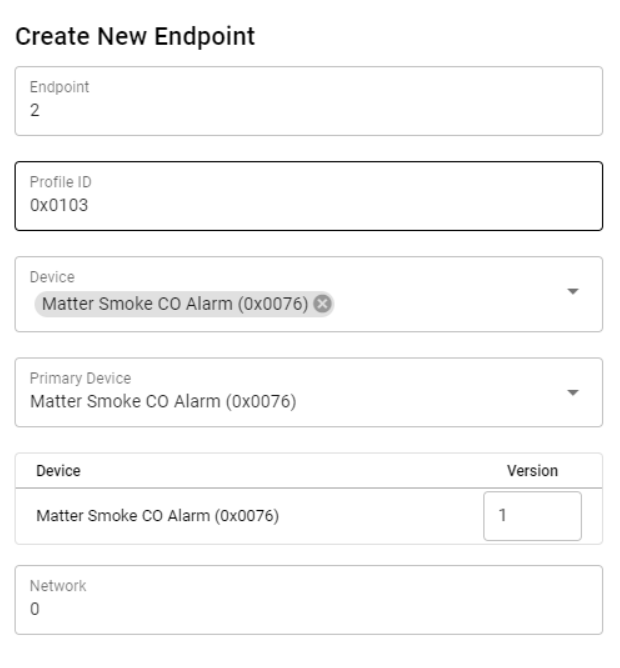 Create New Endpoint
Endpoint
2
Profile ID
0x0103
Device
Matter Smoke CO Alarm (0x0076)
Primary Device
Matter Smoke CO Alarm (0x0076)
Device Version
Matter Smoke CO Alarm (0x0076) 1
Network
0